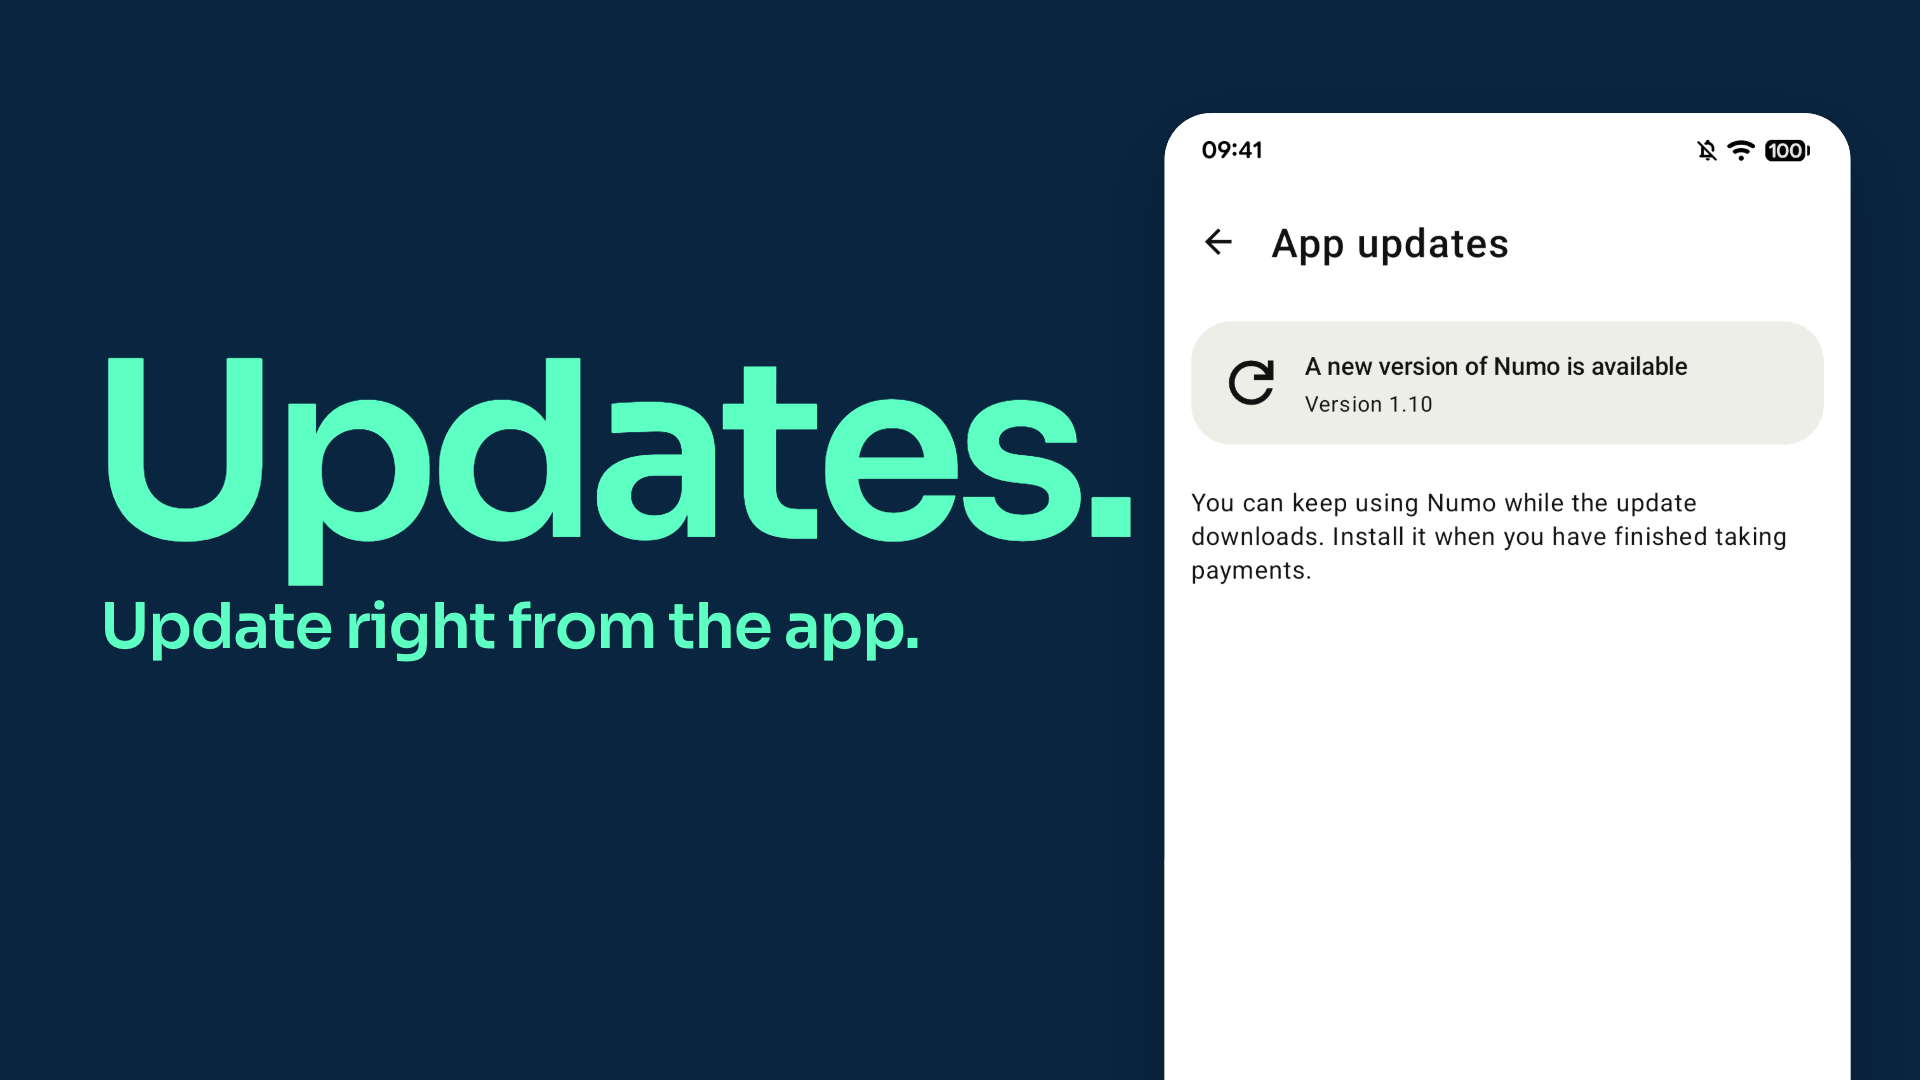 Updates.
Update right from the app.
09:41
100
App updates
A new version of Numo is available
Version 1.10
You can keep using Numo while the update
downloads. Install it when you have finished taking
payments.